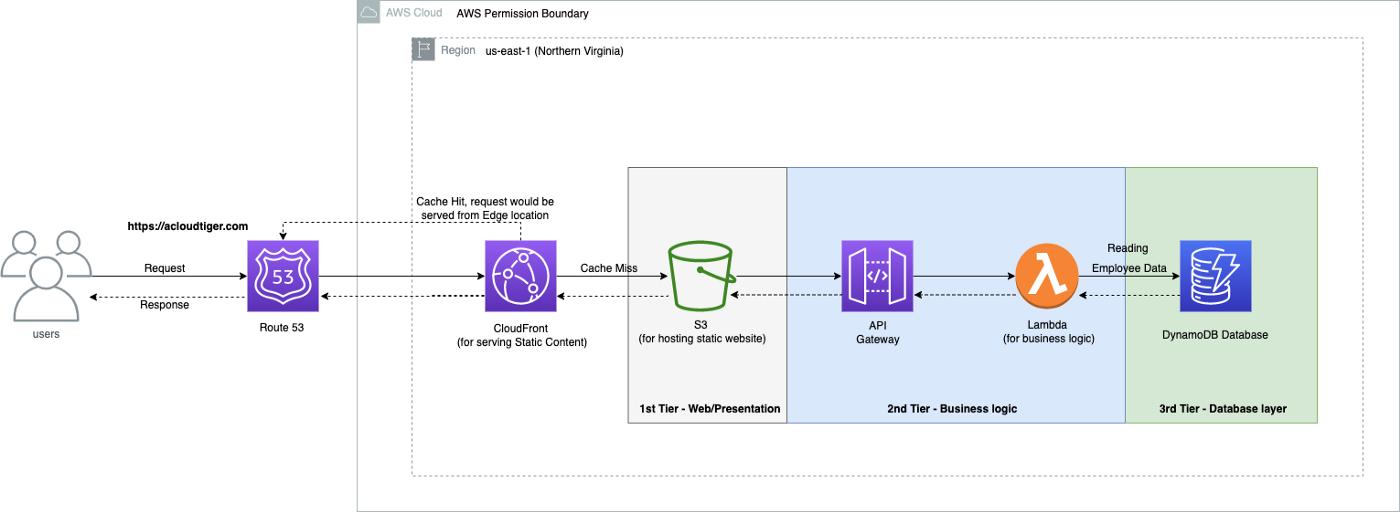 AWS Cloud
AWS Permission Boundary
Region
us-east-1 (Northern Virginia)
Cache Hit, request would be
served from Edge location
https://acloudtiger.com
Request
Response
users
53
Route 53
CloudFront
(for serving Static Content)
Cache Miss
S3
(for hosting static website)
</>
API
Gateway
λ
Lambda
(for business logic)
Reading
Employee Data
DynamoDB Database
1st Tier - Web/Presentation
2nd Tier - Business logic
3rd Tier - Database layer